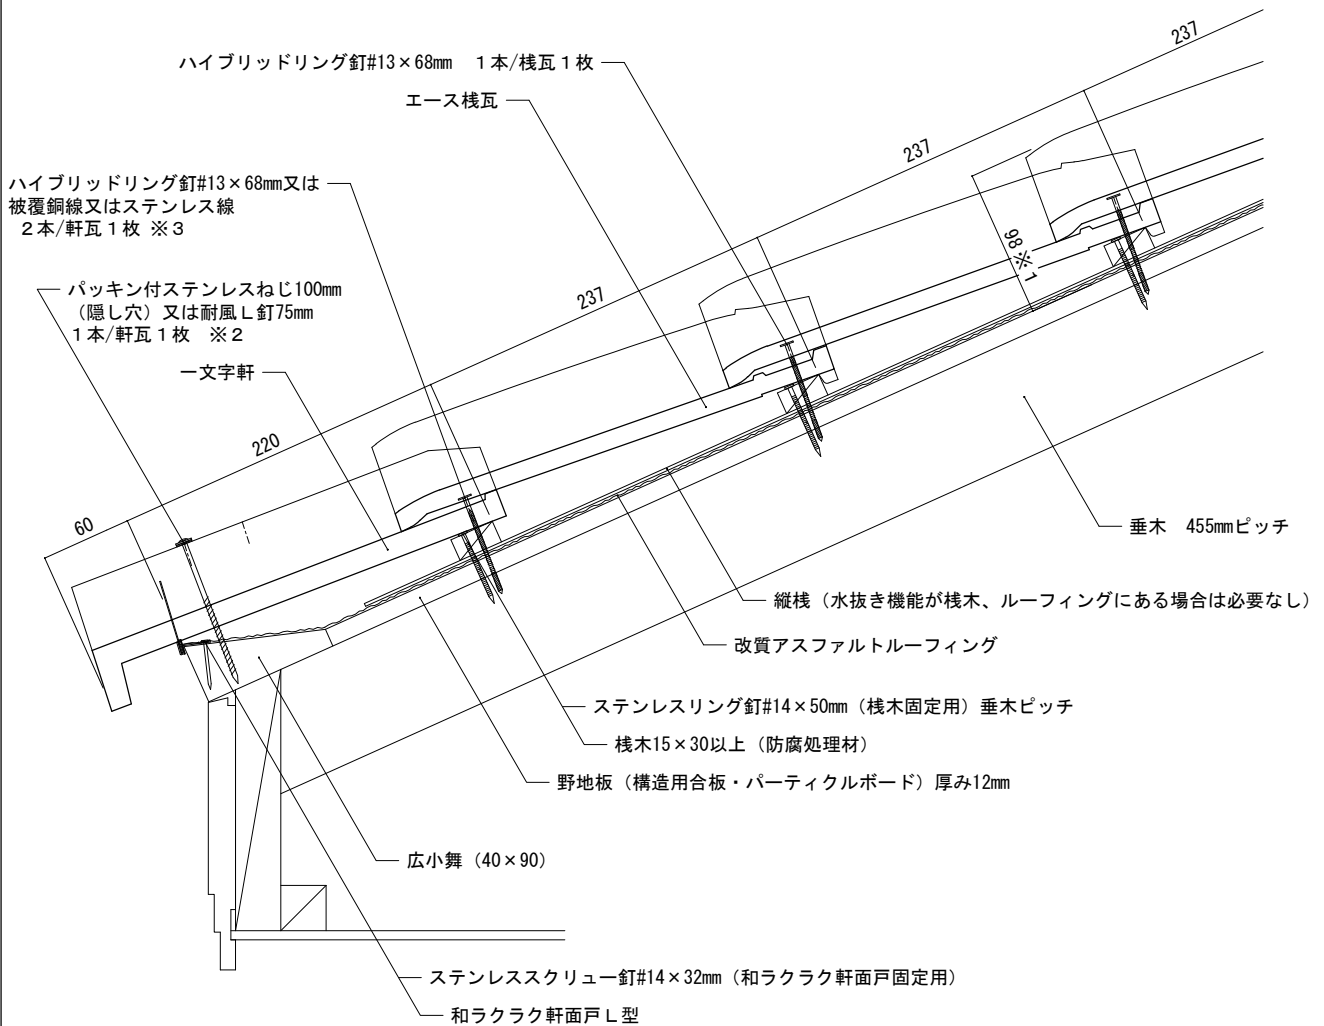 237
ハイブリッドリング釘#13×68mm　１本/桟瓦１枚
エース桟瓦
237
ハイブリッドリング釘#13×68mm又は
被覆銅線又はステンレス線
２本/軒瓦１枚 ※３
98※１
パッキン付ステンレスねじ100mm
（隠し穴）又は耐風Ｌ釘75mm
１本/軒瓦１枚　※２
237
一文字軒
220
60
垂木　455mmピッチ
縦桟（水抜き機能が桟木、ルーフィングにある場合は必要なし）
改質アスファルトルーフィング
ステンレスリング釘#14×50mm（桟木固定用）垂木ピッチ
桟木15×30以上（防腐処理材）
野地板（構造用合板・パーティクルボード）厚み12mm
広小舞（40×90）
ステンレススクリュー釘#14×32mm（和ラクラク軒面戸固定用）
和ラクラク軒面戸Ｌ型